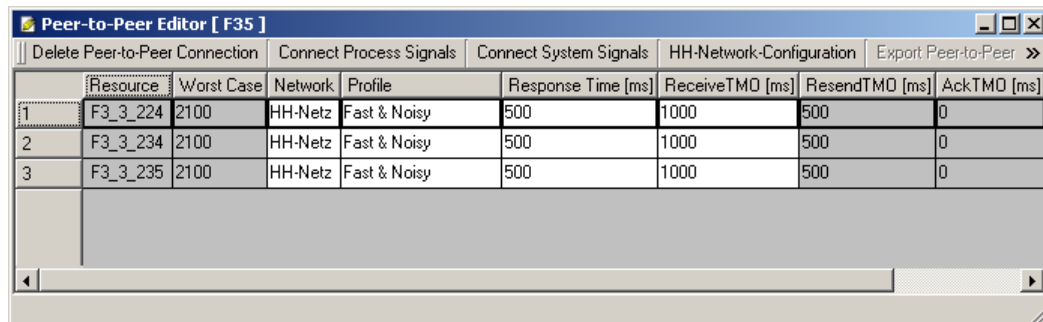 Peer-to-Peer Editor [ F35 ]
Delete Peer-to-Peer Connection Connect Process Signals Connect System Signals HH-Network-Configuration Export Peer-to-Peer »
Resource Worst Case Network Profile Response Time [ms] ReceiveTMO [ms] ResendTMO [ms] AckTMO [ms]
1 F3_3_224 2100 HH-Netz Fast & Noisy 500 1000 500 0
2 F3_3_234 2100 HH-Netz Fast & Noisy 500 1000 500 0
3 F3_3_235 2100 HH-Netz Fast & Noisy 500 1000 500 0